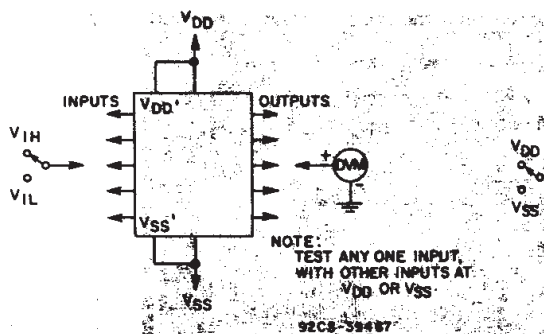 VDD
INPUTS
VDD'
OUTPUTS
VIH
VIL
+
DVM
-
VDD
VSS
VSS'
NOTE:
TEST ANY ONE INPUT,
WITH OTHER INPUTS AT
VDD OR VSS
VSS
92CS-39467